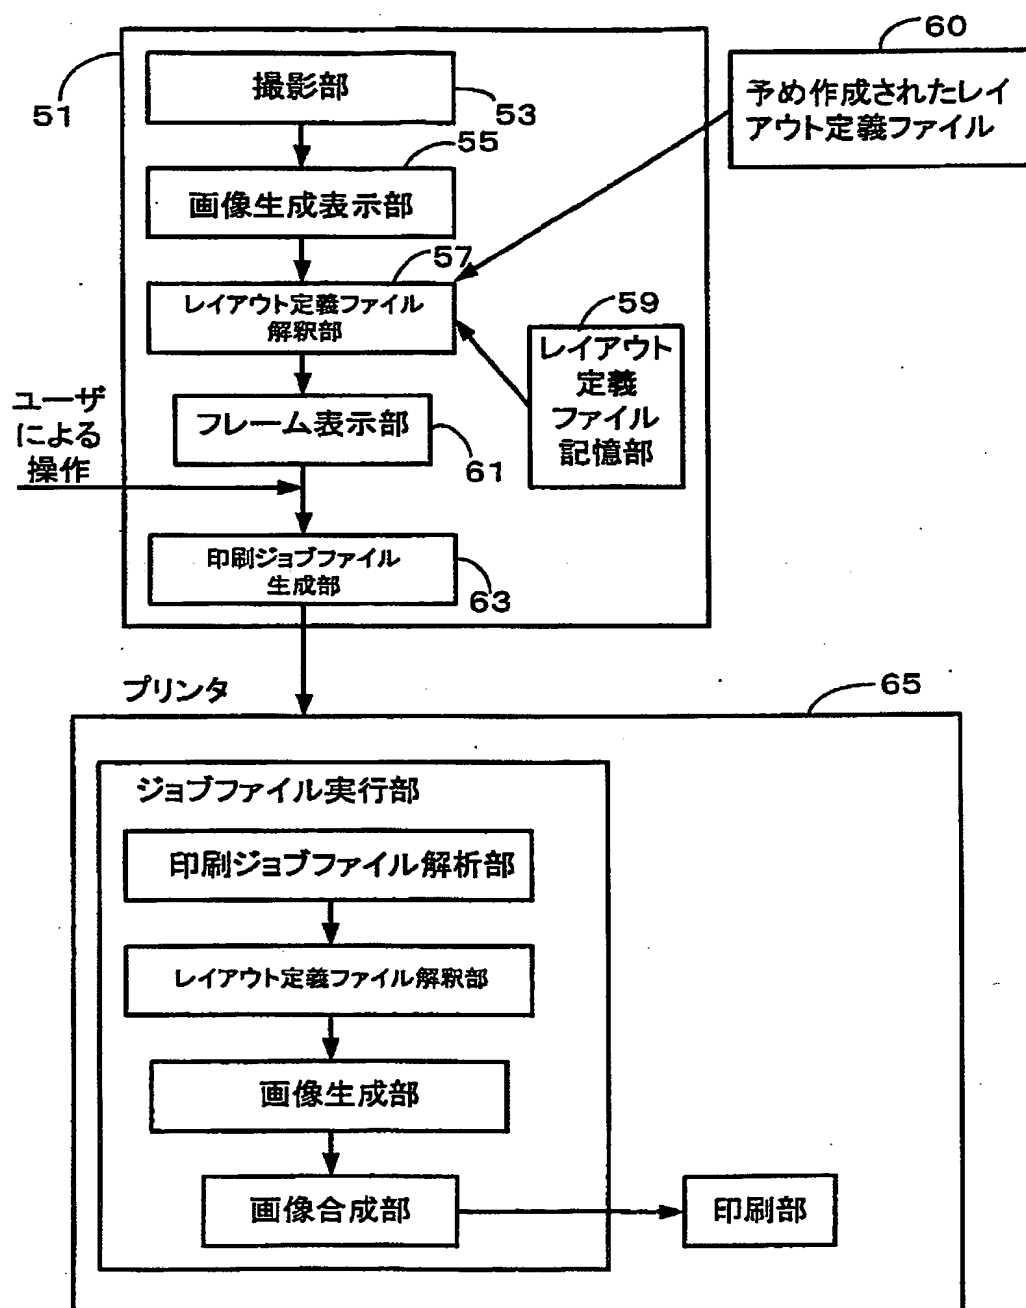 60
51
撮影部
53
予め作成されたレイ
アウト定義ファイル
55
画像生成表示部
57
レイアウト定義ファイル
解釈部
59
レイアウト
定義
ファイル
記憶部
ユーザ
による
操作
フレーム表示部
61
印刷ジョブファイル
生成部
63
プリンタ
65
ジョブファイル実行部
印刷ジョブファイル解析部
レイアウト定義ファイル解釈部
画像生成部
画像合成部
印刷部